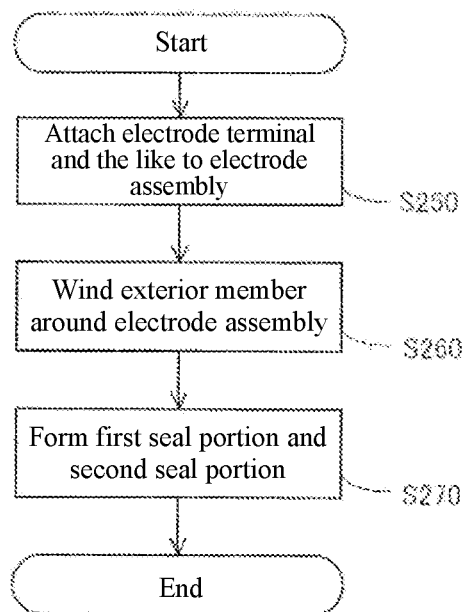 Start
Attach electrode terminal
and the like to electrode
assembly
S250
Wind exterior member
around electrode assembly
S260
Form first seal portion and
second seal portion
S270
End